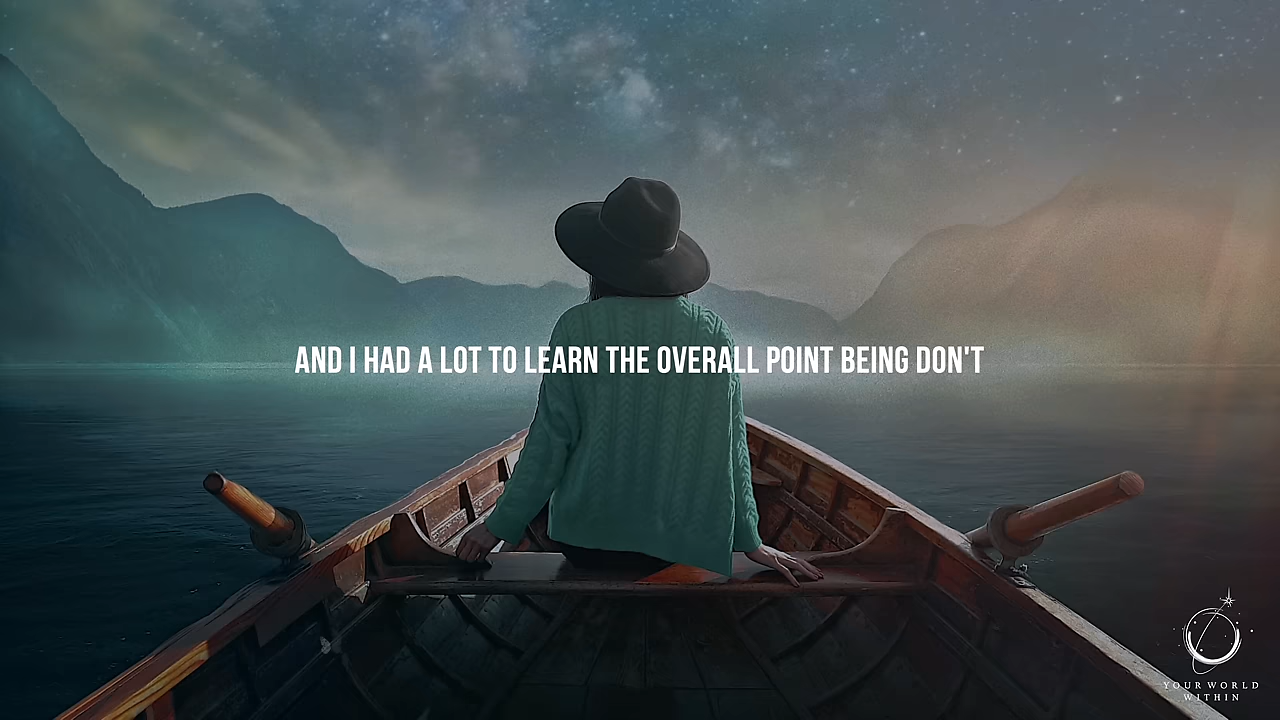 AND I HAD A LOT TO LEARN THE OVERALL POINT BEING DON'T
YOUR WORLD
WITHIN